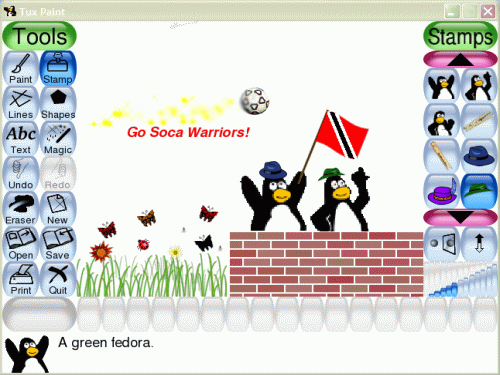 Tux Paint
Tools
Stamps
Paint
Stamp
Lines
Shapes
Abc
Text
Magic
Undo
Redo
Eraser
New
Open
Save
Print
Quit
Go Soca Warriors!
A green fedora.